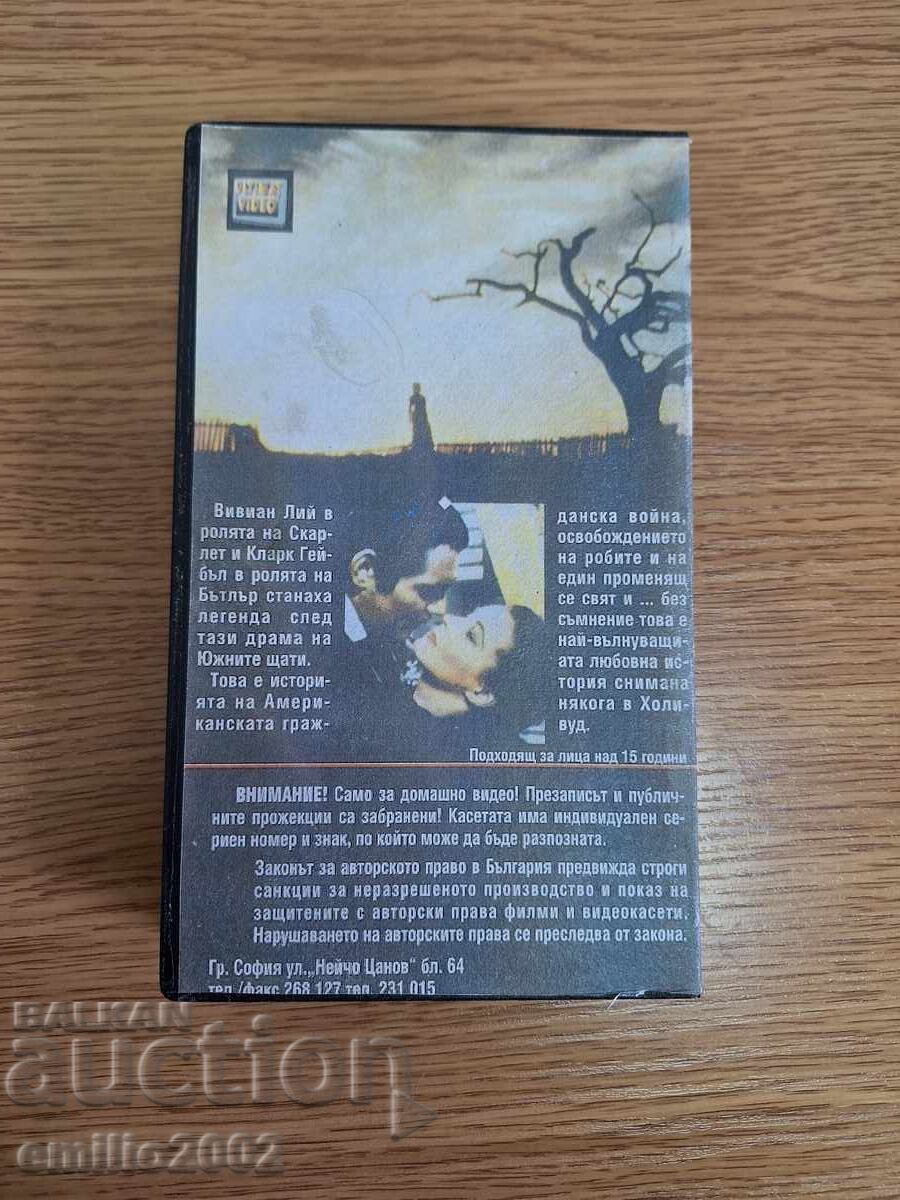 VIDEO
Вивиан Лий в
ролята на Скар-
лет и Кларк Гей-
бъл в ролята на
Бътлър станаха
легенда след
тази драма на
Южните щати.
Това е истори-
ята на Амери-
канската граж-
данска война,
освобождението
на робите и на
един променящ
се свят и ... без
съмнение това е
най-вълнуващи-
ата любовна ис-
тория снимана
някога в Холи-
вуд.
Подходящ за лица над 15 години
ВНИМАНИЕ! Само за домашно видео! Презаписът и публич-
ните прожекции са забранени! Касетата има индивидуален се-
риен номер и знак, по който може да бъде разпозната.
Законът за авторското право в България предвижда строги
санкции за неразрешеното производство и показ на
защитените с авторски права филми и видеокасети.
Нарушаването на авторските права се преследва от закона.
Гр. София ул.„Нейчо Цанов" бл. 64
тел./факс 268 127 тел. 231 015
BALKAN
auction
emilio2002